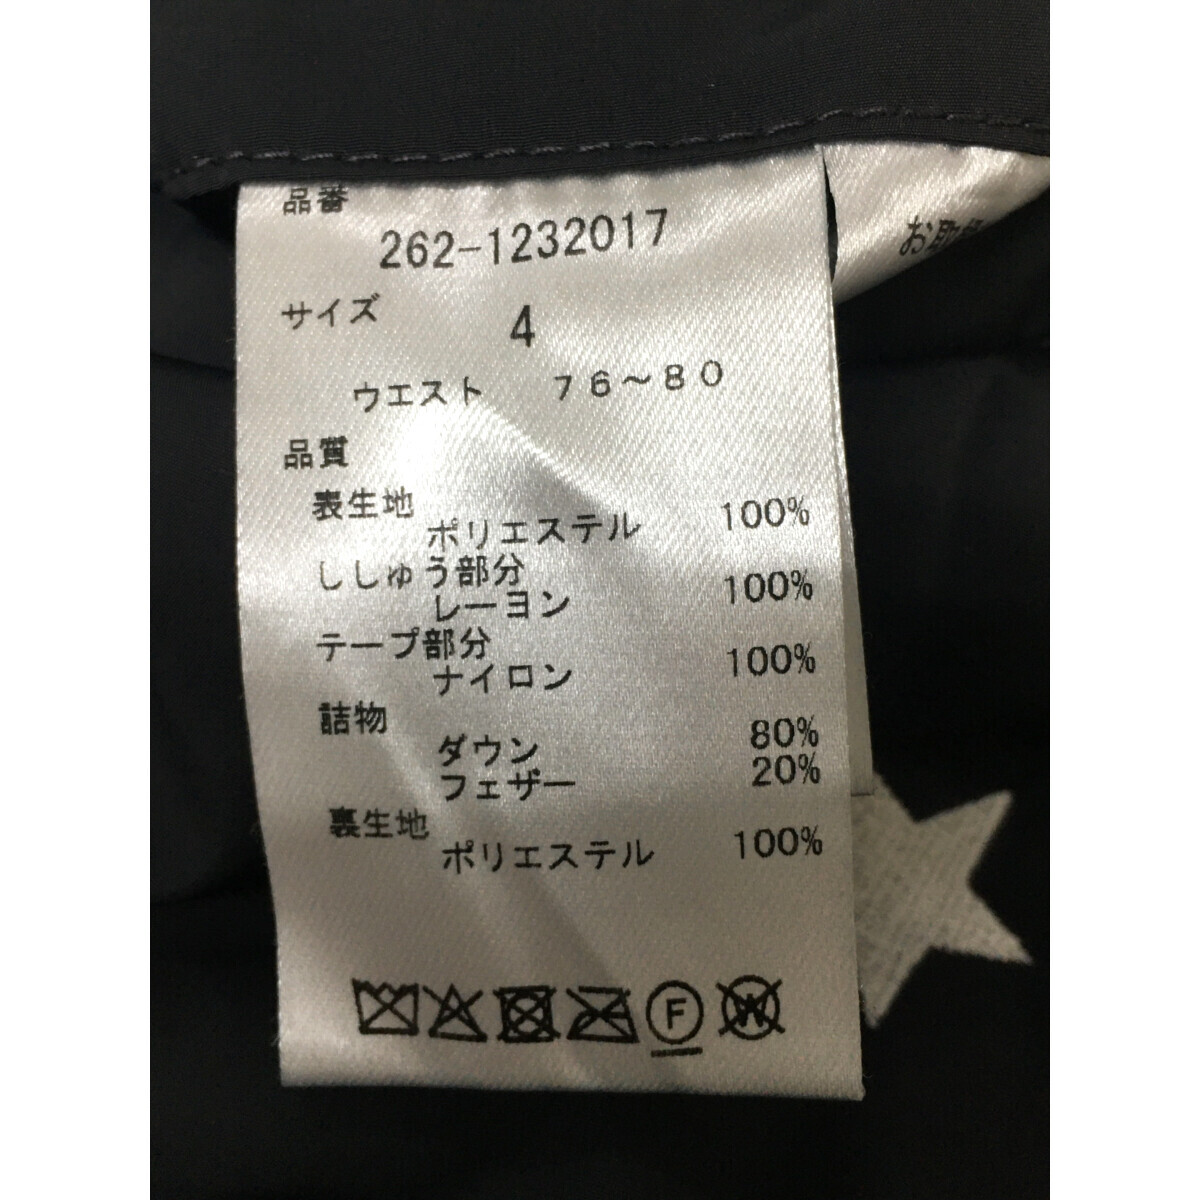 品番
262-1232017
サイズ 4
ウエスト 76～80
品質
表生地
ポリエステル 100%
ししゅう部分
レーヨン 100%
テープ部分
ナイロン 100%
詰物
ダウン 80%
フェザー 20%
裏生地
ポリエステル 100%
F
W
お取